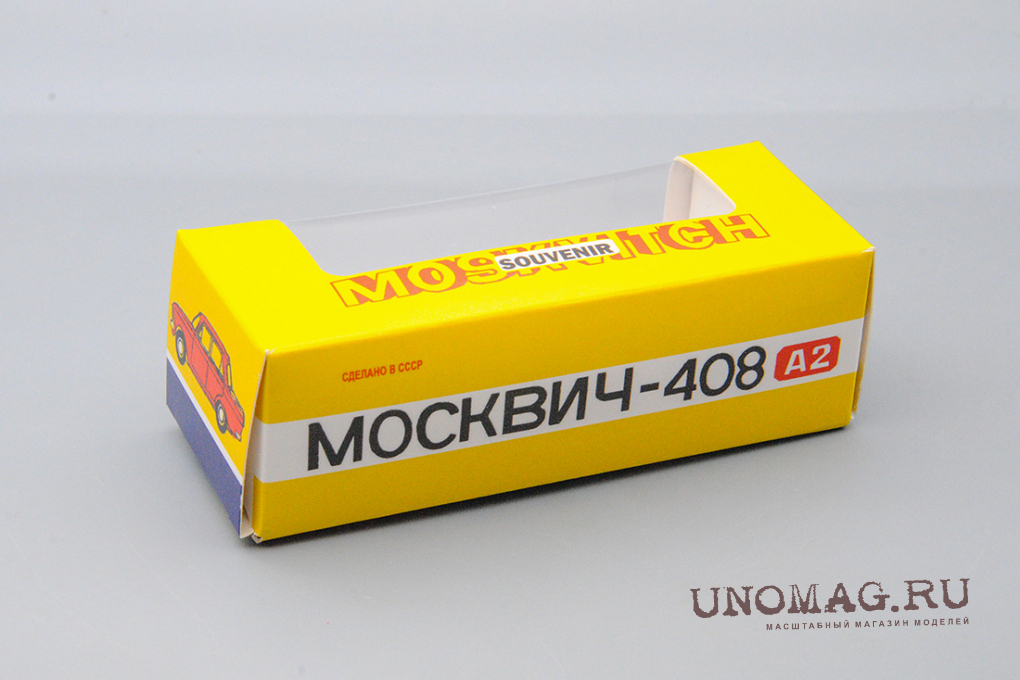 MOSKVITCH
SOUVENIR
СДЕЛАНО В СССР
МОСКВИЧ-408 А2
UNOMAG.RU
МАСШТАБНЫЙ МАГАЗИН МОДЕЛЕЙ